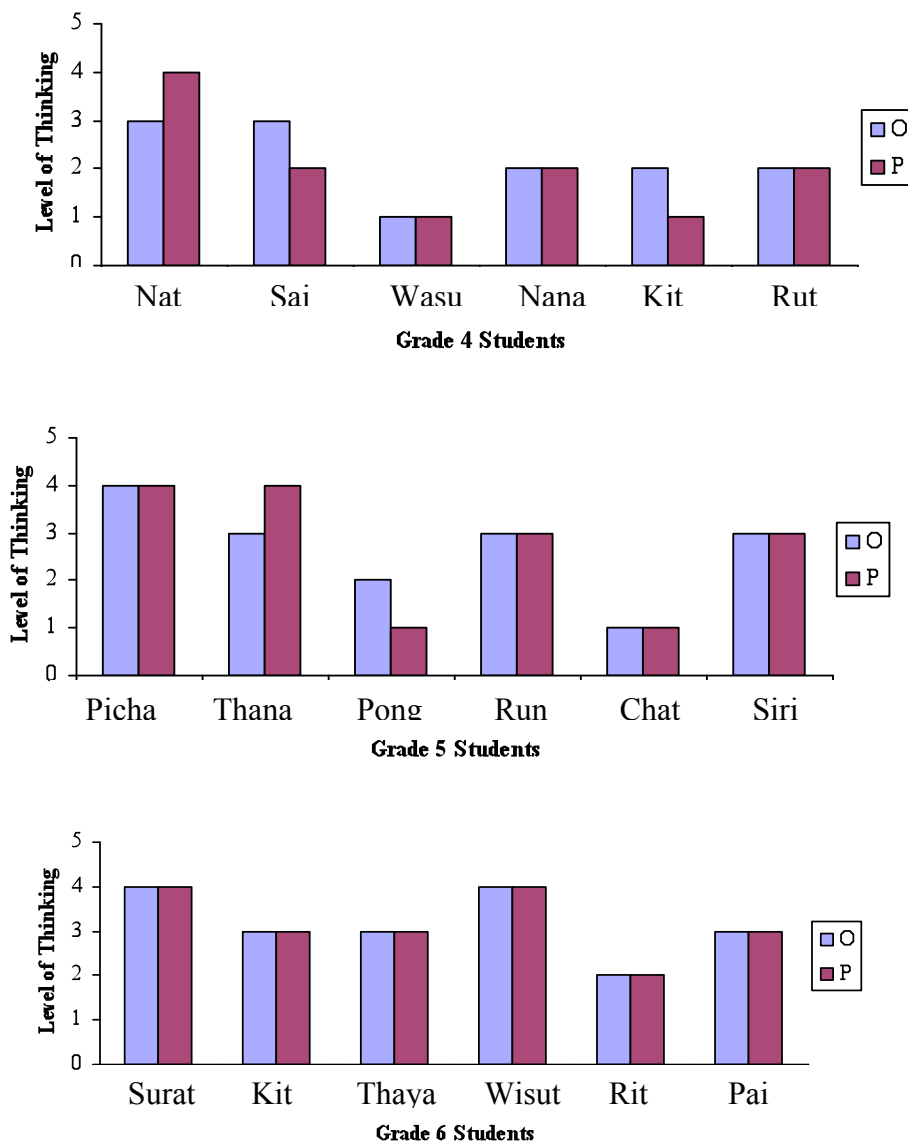 5
4
3
2
1
0
Level of Thinking
O
P
Nat Sai Wasu Nana Kit Rut
Grade 4 Students
5
4
3
2
1
0
Level of Thinking
O
P
Picha Thana Pong Run Chat Siri
Grade 5 Students
5
4
3
2
1
0
Level of Thinking
O
P
Surat Kit Thaya Wisut Rit Pai
Grade 6 Students